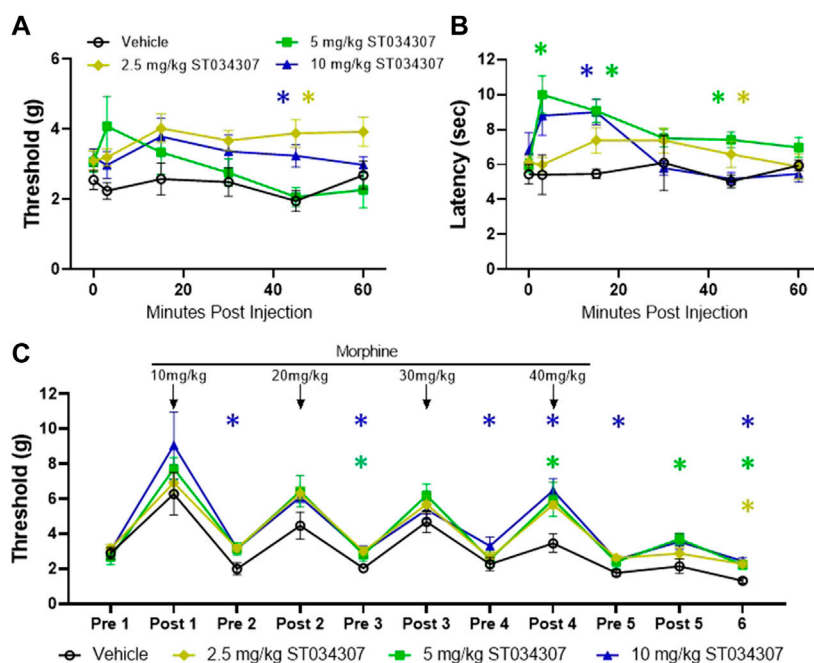 A
Vehicle
5 mg/kg ST034307
2.5 mg/kg ST034307
10 mg/kg ST034307
Threshold (g)
6
4
2
0
* *
0 20 40 60
Minutes Post Injection
B
Latency (sec)
12
10
8
6
4
2
0
* * * * *
0 20 40 60
Minutes Post Injection
C
Morphine
10mg/kg 20mg/kg 30mg/kg 40mg/kg
Threshold (g)
12
10
8
6
4
2
0
* * * * * *
* * * *
*
Pre 1 Post 1 Pre 2 Post 2 Pre 3 Post 3 Pre 4 Post 4 Pre 5 Post 5 6
Vehicle 2.5 mg/kg ST034307 5 mg/kg ST034307 10 mg/kg ST034307